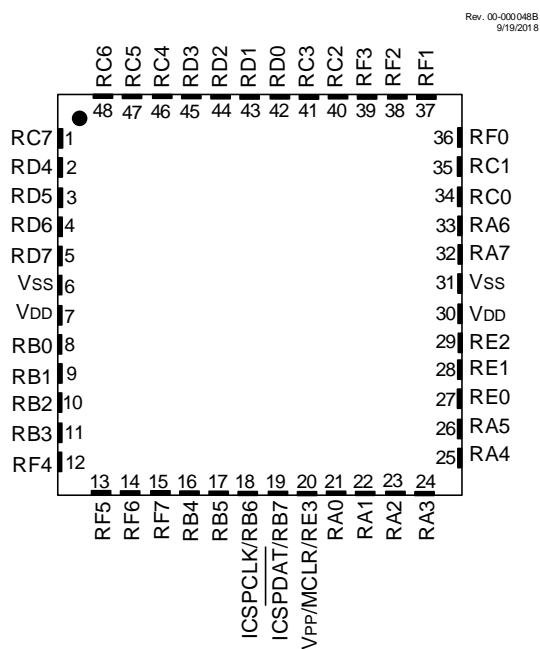 Rev. 00-000048B
9/19/2018
RC6
RC5
RC4
RD3
RD2
RD1
RD0
RC3
RC2
RF3
RF2
RF1
48
47
46
45
44
43
42
41
40
39
38
37
RC7 1
RD4 2
RD5 3
RD6 4
RD7 5
VSS 6
VDD 7
RB0 8
RB1 9
RB2 10
RB3 11
RF4 12
36 RF0
35 RC1
34 RC0
33 RA6
32 RA7
31 VSS
30 VDD
29 RE2
28 RE1
27 RE0
26 RA5
25 RA4
13
14
15
16
17
18
19
20
21
22
23
24
RF5
RF6
RF7
RB4
RB5
ICSPCLK/RB6
ICSPDAT/RB7
VPP/MCLR/RE3
RA0
RA1
RA2
RA3